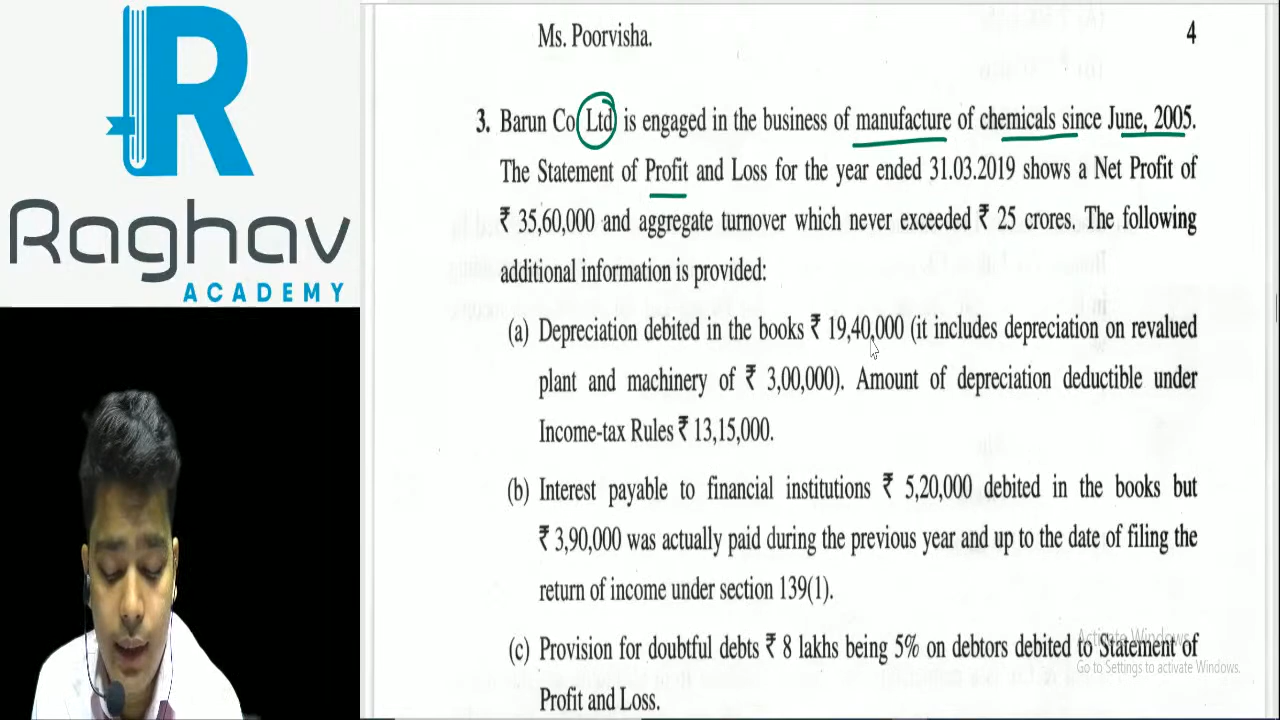 R
Raghav
ACADEMY
Ms. Poorvisha.
4
3. Barun Co Ltd is engaged in the business of manufacture of chemicals since June, 2005.
The Statement of Profit and Loss for the year ended 31.03.2019 shows a Net Profit of
₹ 35,60,000 and aggregate turnover which never exceeded ₹ 25 crores. The following
additional information is provided:
(a) Depreciation debited in the books ₹ 19,40,000 (it includes depreciation on revalued
plant and machinery of ₹ 3,00,000). Amount of depreciation deductible under
Income-tax Rules ₹ 13,15,000.
(b) Interest payable to financial institutions ₹ 5,20,000 debited in the books but
₹ 3,90,000 was actually paid during the previous year and up to the date of filing the
return of income under section 139(1).
(c) Provision for doubtful debts ₹ 8 lakhs being 5% on debtors debited to Statement of
Profit and Loss.
Activate Windows
Go to Settings to activate Windows.